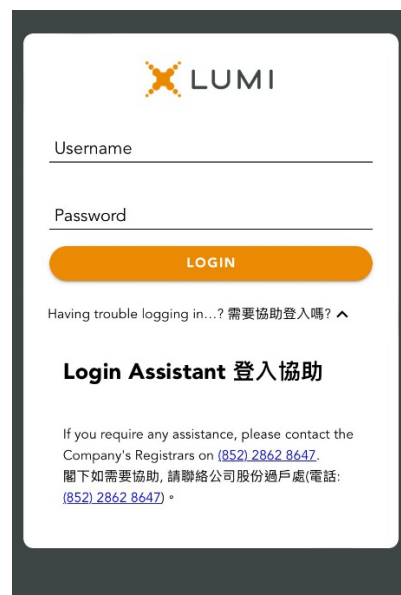 LUMI
Username
Password
LOGIN
Having trouble logging in...? 需要協助登入嗎?
Login Assistant 登入協助
If you require any assistance, please contact the
Company's Registrars on (852) 2862 8647.
閣下如需要協助, 請聯絡公司股份過戶處(電話:
(852) 2862 8647)。